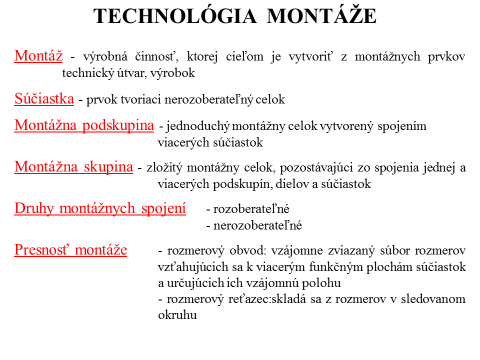 TECHNOLÓGIA MONTÁŽE
Montáž - výrobná činnosť, ktorej cieľom je vytvoriť z montážnych prvkov
technický útvar, výrobok
Súčiastka - prvok tvoriaci nerozoberateľný celok
Montážna podskupina - jednoduchý montážny celok vytvorený spojením
viacerých súčiastok
Montážna skupina - zložitý montážny celok, pozostávajúci zo spojenia jednej a
viacerých podskupín, dielov a súčiastok
Druhy montážnych spojení - rozoberateľné
- nerozoberateľné
Presnosť montáže - rozmerový obvod: vzájomne zviazaný súbor rozmerov
vzťahujúcich sa k viacerým funkčným plochám súčiastok
a určujúcich ich vzájomnú polohu
- rozmerový reťazec:skladá sa z rozmerov v sledovanom
okruhu